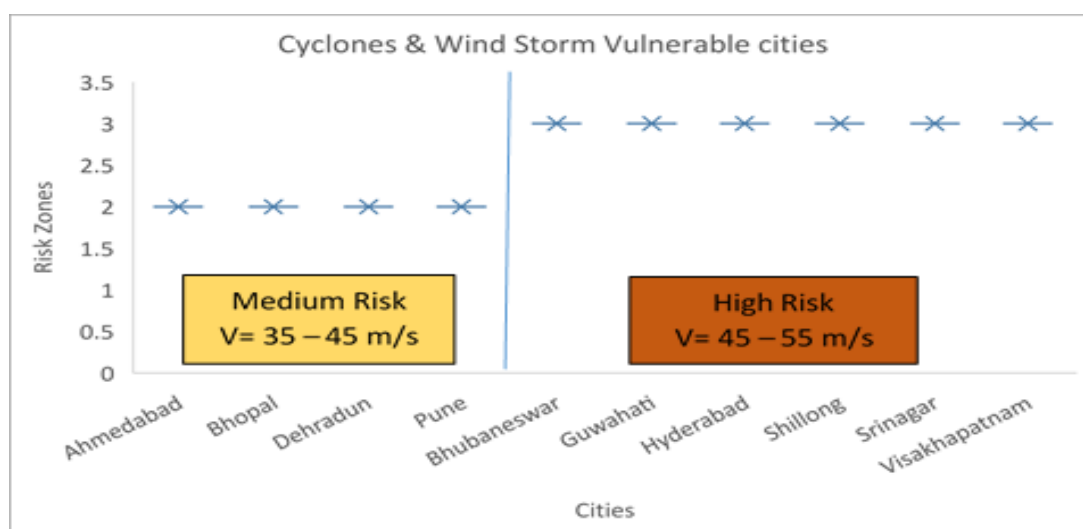 Cyclones & Wind Storm Vulnerable cities
3.5
3
2.5
2
1.5
1
0.5
0
Risk Zones
Medium Risk
V= 35 – 45 m/s
High Risk
V= 45 – 55 m/s
Ahmedabad
Bhopal
Dehradun
Pune
Bhubaneswar
Guwahati
Hyderabad
Shillong
Srinagar
Visakhapatnam
Cities